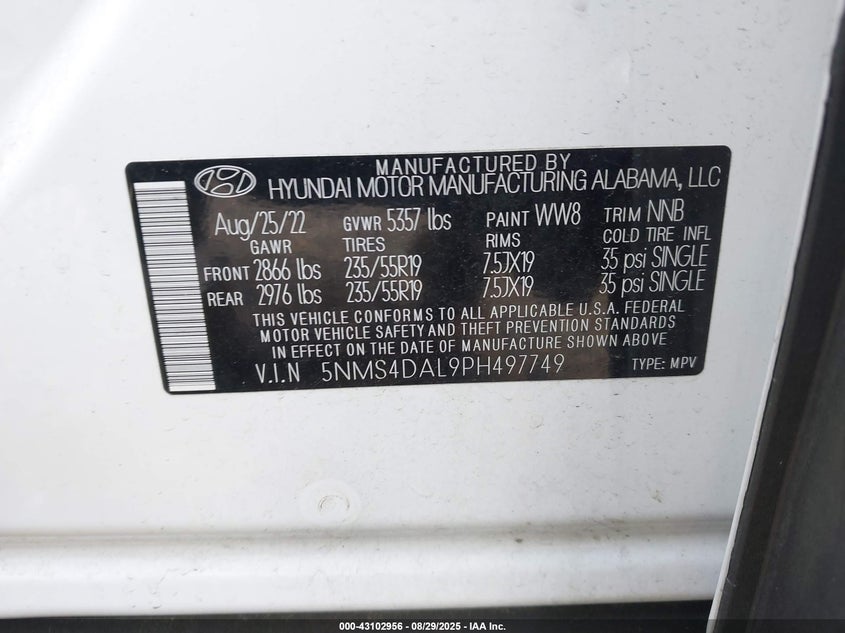 MANUFACTURED BY
HYUNDAI MOTOR MANUFACTURING ALABAMA, LLC
Aug/25/22 GVWR 5357 lbs PAINT WW8 TRIM NNB
GAWR TIRES RIMS COLD TIRE INFL
FRONT 2866 lbs 235/55R19 7.5JX19 35 psi SINGLE
REAR 2976 lbs 235/55R19 7.5JX19 35 psi SINGLE
THIS VEHICLE CONFORMS TO ALL APPLICABLE U.S.A. FEDERAL
MOTOR VEHICLE SAFETY AND THEFT PREVENTION STANDARDS
IN EFFECT ON THE DATE OF MANUFACTURE SHOWN ABOVE.
V.I.N 5NMS4DAL9PH497749 TYPE: MPV
000-43102956 - 08/29/2025 - IAA Inc.